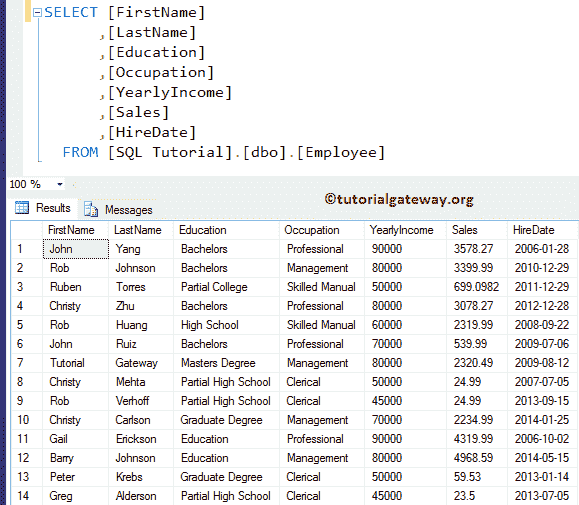 SELECT [FirstName]
,[LastName]
,[Education]
,[Occupation]
,[YearlyIncome]
,[Sales]
,[HireDate]
FROM [SQL Tutorial].[dbo].[Employee]
100 %
©tutorialgateway.org
Results Messages
FirstName LastName Education Occupation YearlyIncome Sales HireDate
1 John Yang Bachelors Professional 90000 3578.27 2006-01-28
2 Rob Johnson Bachelors Management 80000 3399.99 2010-12-29
3 Ruben Torres Partial College Skilled Manual 50000 699.0982 2011-12-29
4 Christy Zhu Bachelors Professional 80000 3078.27 2012-12-28
5 Rob Huang High School Skilled Manual 60000 2319.99 2008-09-22
6 John Ruiz Bachelors Professional 70000 539.99 2009-07-06
7 Tutorial Gateway Masters Degree Management 80000 2320.49 2009-08-12
8 Christy Mehta Partial High School Clerical 50000 24.99 2007-07-05
9 Rob Verhoff Partial High School Clerical 45000 24.99 2013-09-15
10 Christy Carlson Graduate Degree Management 70000 2234.99 2014-01-25
11 Gail Erickson Education Professional 90000 4319.99 2006-10-02
12 Barry Johnson Education Management 80000 4968.59 2014-05-15
13 Peter Krebs Graduate Degree Clerical 50000 59.53 2013-01-14
14 Greg Alderson Partial High School Clerical 45000 23.5 2013-07-05